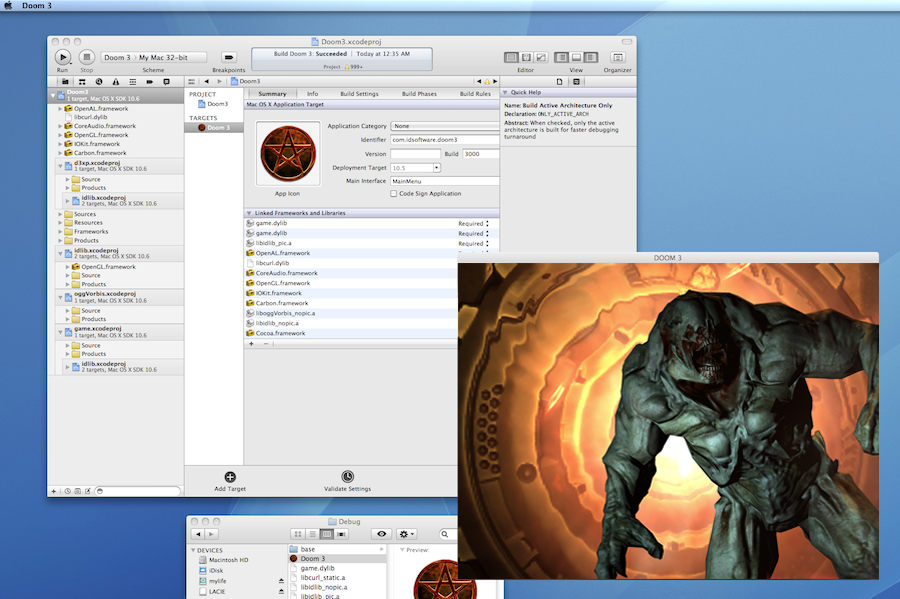 Doom 3
Doom3.xcodeproj
Run
Stop
Doom 3 › My Mac 32-bit
Scheme
Breakpoints
Build Doom 3: Succeeded | Today at 12:35 AM
Project 999+
Editor
View
Organizer
Doom3
1 target, Mac OS X SDK 10.6
OpenAL.framework
libcurl.dylib
CoreAudio.framework
OpenGL.framework
IOKit.framework
Carbon.framework
d3xp.xcodeproj
1 target, Mac OS X SDK 10.6
Source
Products
idlib.xcodeproj
2 targets, Mac OS X SDK 10.6
Sources
Resources
Frameworks
Products
idlib.xcodeproj
2 targets, Mac OS X SDK 10.6
OpenGL.framework
Source
Products
oggVorbis.xcodeproj
1 target, Mac OS X SDK 10.6
Source
Products
game.xcodeproj
1 target, Mac OS X SDK 10.6
Source
Products
idlib.xcodeproj
2 targets, Mac OS X SDK 10.6
Doom3
PROJECT
Doom3
TARGETS
Doom 3
Summary
Info
Build Settings
Build Phases
Build Rules
Mac OS X Application Target
App Icon
Application Category None
Identifier com.idsoftware.doom3
Version
Build 3000
Deployment Target 10.5
Main Interface MainMenu
Code Sign Application
Linked Frameworks and Libraries
game.dylib Required
game.dylib Required
libidlib_pic.a Required
OpenAL.framework
libcurl.dylib
CoreAudio.framework
OpenGL.framework
IOKit.framework
Carbon.framework
liboggVorbis_nopic.a
libidlib_nopic.a
Cocoa.framework
Add Target
Validate Settings
Quick Help
Name: Build Active Architecture Only
Declaration: ONLY_ACTIVE_ARCH
Abstract: When checked, only the active
architecture is built for faster debugging
turnaround
DOOM 3
Debug
DEVICES
Macintosh HD
iDisk
mylife
LACIE
base
Doom 3
game.dylib
libcurl_static.a
libidlib_nopic.a
libidlib_pic.a
Preview: